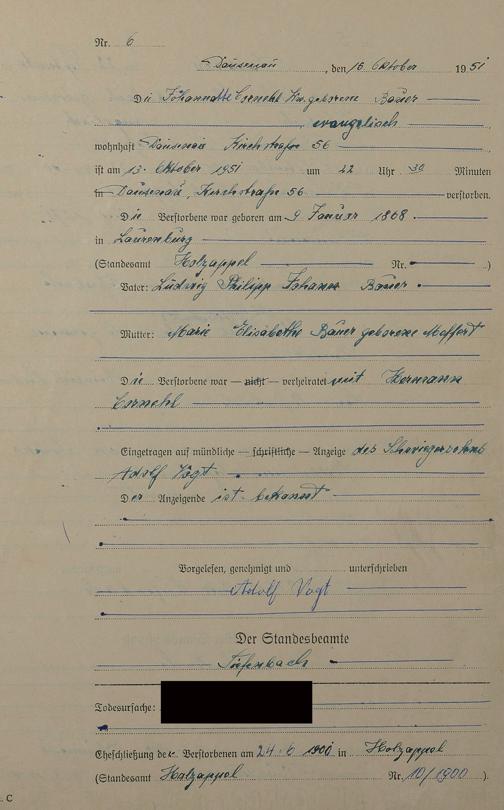 Nr. 6
Dausenau, den 16. Oktober 1951
Die Johannette Cornehl Ww. geborene Bauer
evangelisch
wohnhaft Dausenau Kirchstraße 56
ist am 13. Oktober 1951 um 22 Uhr 30 Minuten
in Dausenau, Kirchstraße 56 verstorben.
Die Verstorbene war geboren am 9 Januar 1868
in Laurenburg
(Standesamt Holzappel Nr. )
Vater: Ludwig Philipp Johann Bauer
Mutter: Marie Elisabethe Bauer geborene Meffert
Die Verstorbene war — nicht — verheiratet mit Hermann
Cornehl
Eingetragen auf mündliche — schriftliche — Anzeige des Schwiegersohnes
Adolf Vogt
Der Anzeigende ist bekannt
Vorgelesen, genehmigt und unterschrieben
Adolf Vogt
Der Standesbeamte
Todesursache:
Eheschließung der Verstorbenen am 24.6 1900 in Holzappel
(Standesamt Holzappel Nr. 10/1900 ).
C